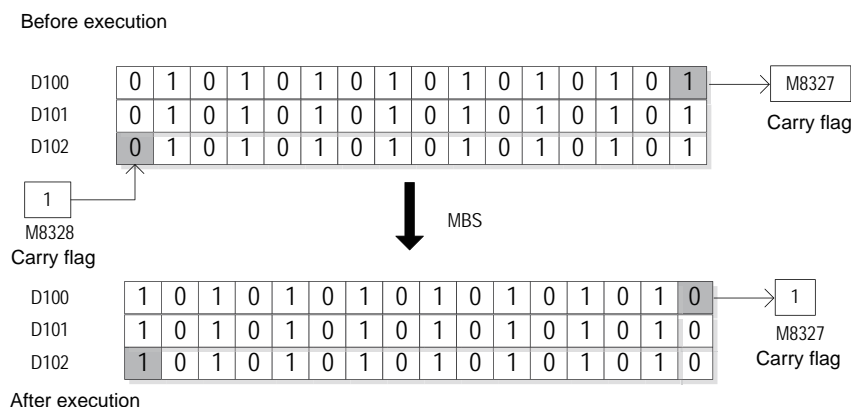 Before execution
D100 0 1 0 1 0 1 0 1 0 1 0 1 0 1 0 1 M8327
D101 0 1 0 1 0 1 0 1 0 1 0 1 0 1 0 1 Carry flag
D102 0 1 0 1 0 1 0 1 0 1 0 1 0 1 0 1
1
M8328
Carry flag
MBS
D100 1 0 1 0 1 0 1 0 1 0 1 0 1 0 1 0 1
D101 1 0 1 0 1 0 1 0 1 0 1 0 1 0 1 0 M8327
D102 1 0 1 0 1 0 1 0 1 0 1 0 1 0 1 0 Carry flag
After execution